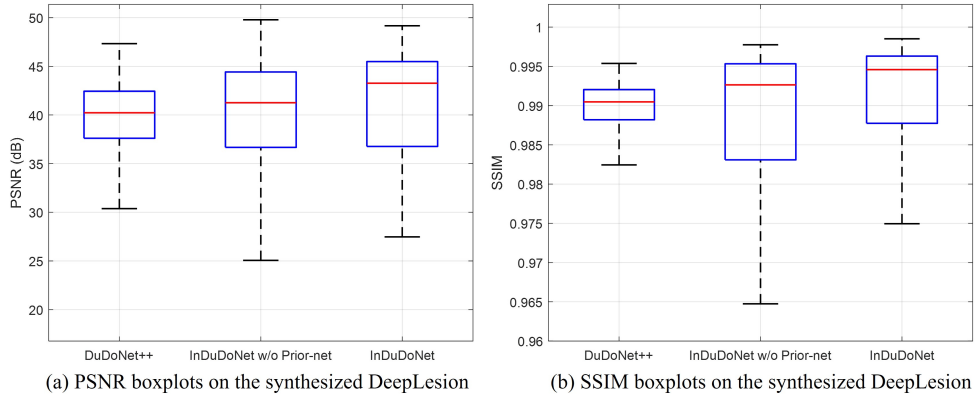 50
45
40
35
30
25
20
PSNR (dB)
DuDoNet++ InDuDoNet w/o Prior-net InDuDoNet
(a) PSNR boxplots on the synthesized DeepLesion
1
0.995
0.99
0.985
0.98
0.975
0.97
0.965
0.96
SSIM
DuDoNet++ InDuDoNet w/o Prior-net InDuDoNet
(b) SSIM boxplots on the synthesized DeepLesion